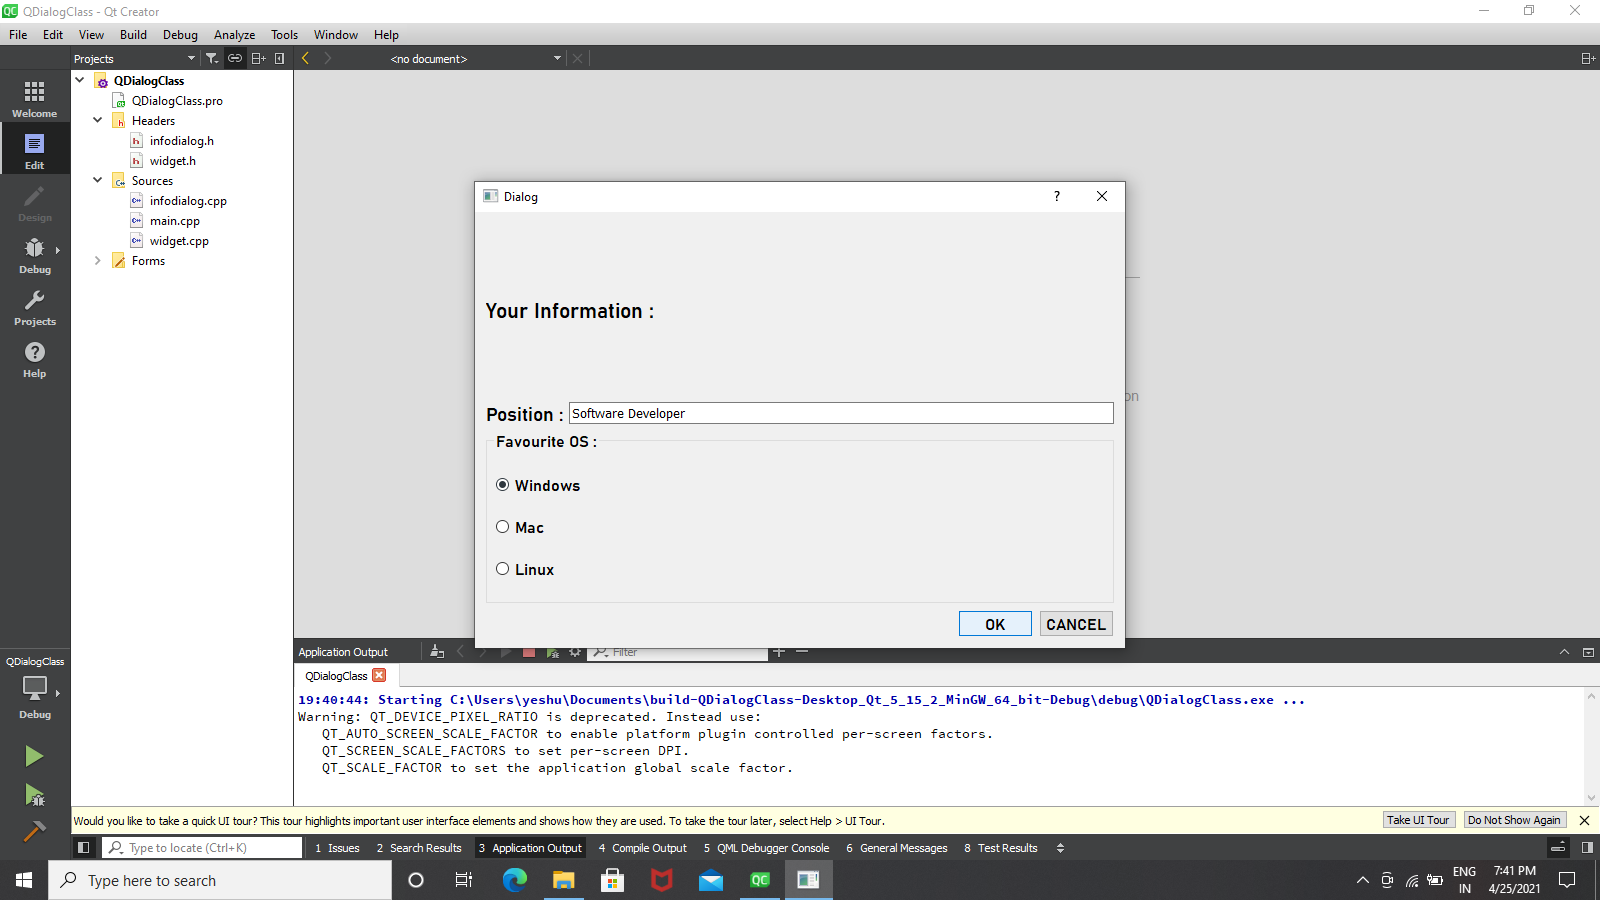 QDialogClass - Qt Creator
File Edit View Build Debug Analyze Tools Window Help
Projects
<no document>
Welcome
Edit
Design
Debug
Projects
Help
QDialogClass
QDialogClass.pro
Headers
infodialog.h
widget.h
Sources
infodialog.cpp
main.cpp
widget.cpp
Forms
Dialog
?
Your Information :
Position : Software Developer
Favourite OS :
Windows
Mac
Linux
OK CANCEL
on
QDialogClass
Debug
Application Output
Filter
QDialogClass
19:40:44: Starting C:\Users\yeshu\Documents\build-QDialogClass-Desktop_Qt_5_15_2_MinGW_64_bit-Debug\debug\QDialogClass.exe ...
Warning: QT_DEVICE_PIXEL_RATIO is deprecated. Instead use:
QT_AUTO_SCREEN_SCALE_FACTOR to enable platform plugin controlled per-screen factors.
QT_SCREEN_SCALE_FACTORS to set per-screen DPI.
QT_SCALE_FACTOR to set the application global scale factor.
Would you like to take a quick UI tour? This tour highlights important user interface elements and shows how they are used. To take the tour later, select Help > UI Tour.
Take UI Tour Do Not Show Again
Type to locate (Ctrl+K)
1 Issues 2 Search Results 3 Application Output 4 Compile Output 5 QML Debugger Console 6 General Messages 8 Test Results
Type here to search
QC
ENG
IN
7:41 PM
4/25/2021